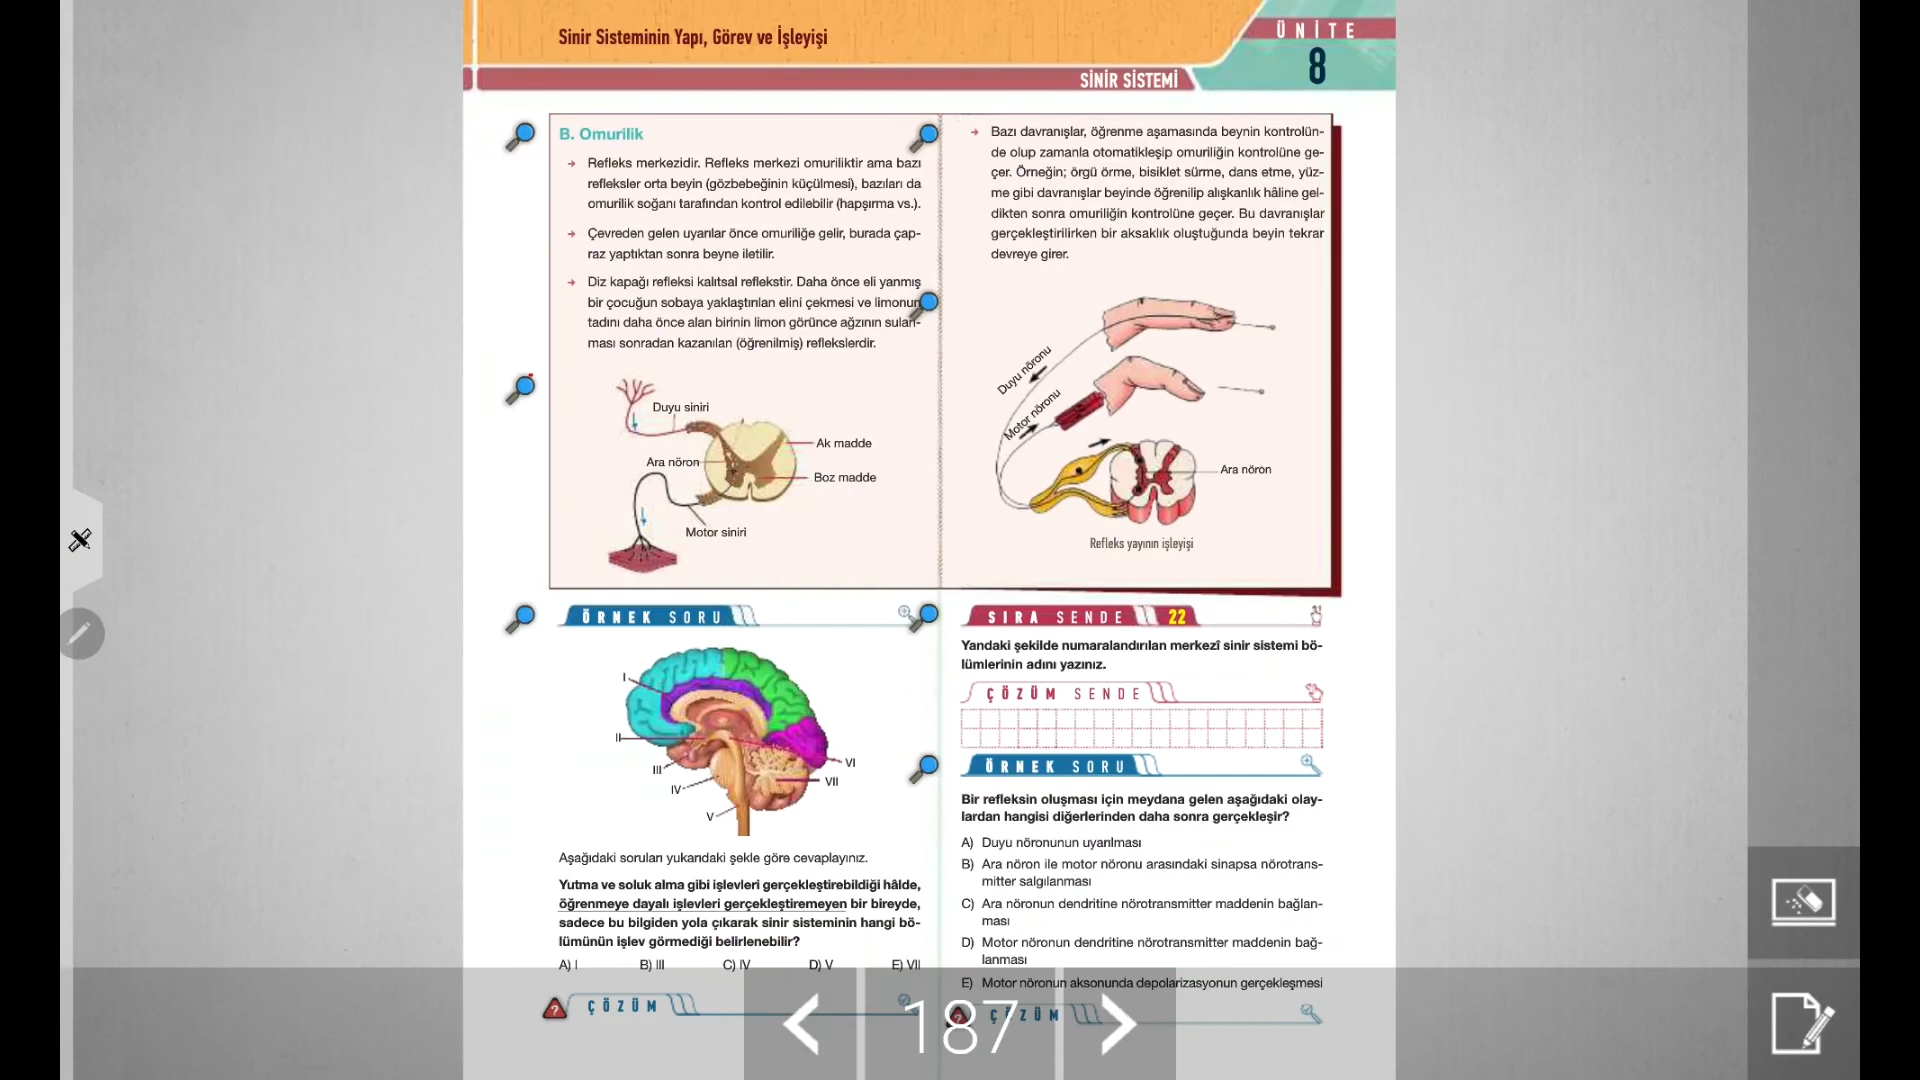 Sinir Sisteminin Yapı, Görev ve İşleyişi
ÜNİTE
8
SİNİR SİSTEMİ
B. Omurilik
→ Refleks merkezidir. Refleks merkezi omuriliktir ama bazı
refleksler orta beyin (gözbebeğinin küçülmesi), bazıları da
omurilik soğanı tarafından kontrol edilebilir (hapşırma vs.).
→ Çevreden gelen uyarılar önce omuriliğe gelir, burada çap-
raz yaptıktan sonra beyne iletilir.
→ Diz kapağı refleksi kalıtsal reflekstir. Daha önce eli yanmış
bir çocuğun sobaya yaklaştırılan elini çekmesi ve limonun
tadını daha önce alan birinin limon görünce ağzının sulan-
ması sonradan kazanılan (öğrenilmiş) reflekslerdir.
Duyu siniri
Ak madde
Ara nöron
Boz madde
Motor siniri
→ Bazı davranışlar, öğrenme aşamasında beynin kontrolün-
de olup zamanla otomatikleşip omuriliğin kontrolüne ge-
çer. Örneğin; örgü örme, bisiklet sürme, dans etme, yüz-
me gibi davranışlar beyinde öğrenilip alışkanlık hâline gel-
dikten sonra omuriliğin kontrolüne geçer. Bu davranışlar
gerçekleştirilirken bir aksaklık oluştuğunda beyin tekrar
devreye girer.
Duyu nöronu
Motor nöronu
Ara nöron
Refleks yayının işleyişi
ÖRNEK SORU
I
II
III
IV
V
VI
VII
Aşağıdaki soruları yukarıdaki şekle göre cevaplayınız.
Yutma ve soluk alma gibi işlevleri gerçekleştirebildiği hâlde,
öğrenmeye dayalı işlevleri gerçekleştiremeyen bir bireyde,
sadece bu bilgiden yola çıkarak sinir sisteminin hangi bö-
lümünün işlev görmediği belirlenebilir?
A) I B) III C) IV D) V E) VII
ÇÖZÜM
SIRA SENDE 22
Yandaki şekilde numaralandırılan merkezî sinir sistemi bö-
lümlerinin adını yazınız.
ÇÖZÜM SENDE
ÖRNEK SORU
Bir refleksin oluşması için meydana gelen aşağıdaki olay-
lardan hangisi diğerlerinden daha sonra gerçekleşir?
A) Duyu nöronunun uyarılması
B) Ara nöron ile motor nöronu arasındaki sinapsa nörotrans-
mitter salgılanması
C) Ara nöronun dendritine nörotransmitter maddenin bağlan-
ması
D) Motor nöronun dendritine nörotransmitter maddenin bağ-
lanması
E) Motor nöronun aksonunda depolarizasyonun gerçekleşmesi
ÇÖZÜM
187